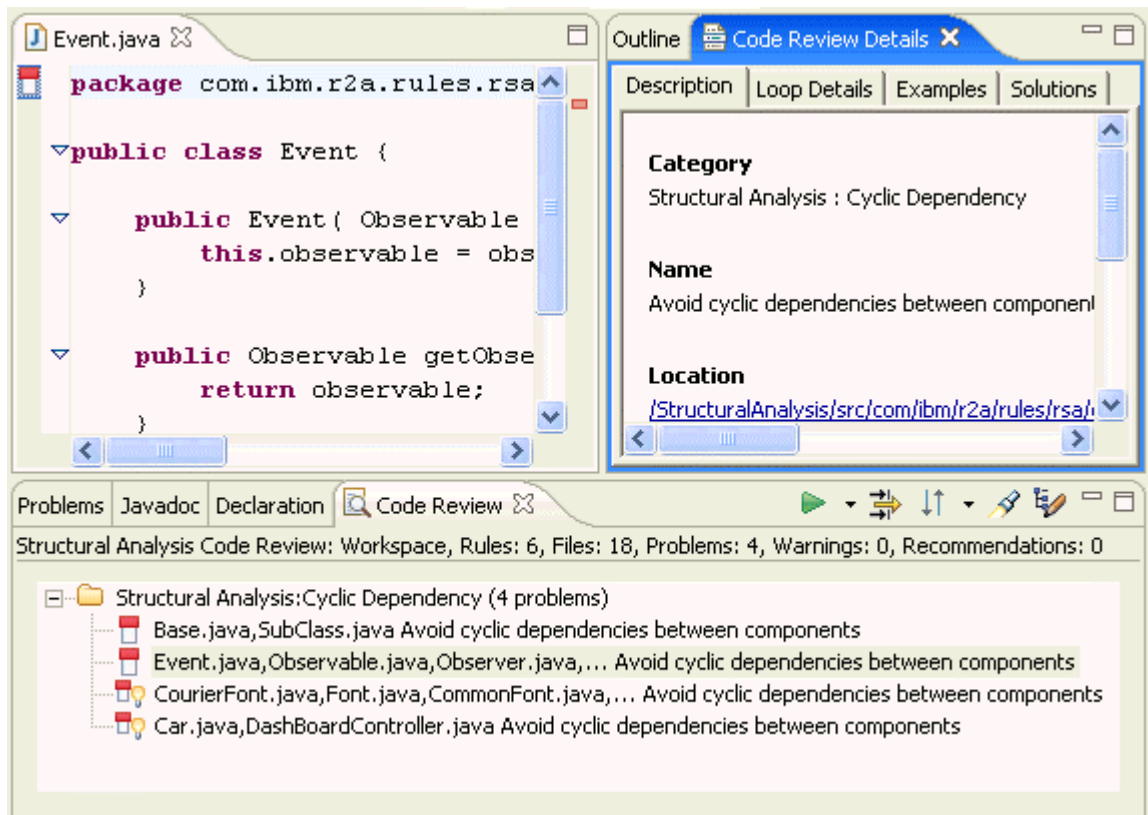 Event.java
package com.ibm.r2a.rules.rsa
public class Event {
public Event( Observable
this.observable = obs
}
public Observable getObse
return observable;
}
Outline Code Review Details
Description Loop Details Examples Solutions
Category
Structural Analysis : Cyclic Dependency
Name
Avoid cyclic dependencies between component
Location
/StructuralAnalysis/src/com/ibm/r2a/rules/rsa/
Problems Javadoc Declaration Code Review
Structural Analysis Code Review: Workspace, Rules: 6, Files: 18, Problems: 4, Warnings: 0, Recommendations: 0
Structural Analysis:Cyclic Dependency (4 problems)
Base.java,SubClass.java Avoid cyclic dependencies between components
Event.java,Observable.java,Observer.java,... Avoid cyclic dependencies between components
CourierFont.java,Font.java,CommonFont.java,... Avoid cyclic dependencies between components
Car.java,DashBoardController.java Avoid cyclic dependencies between components